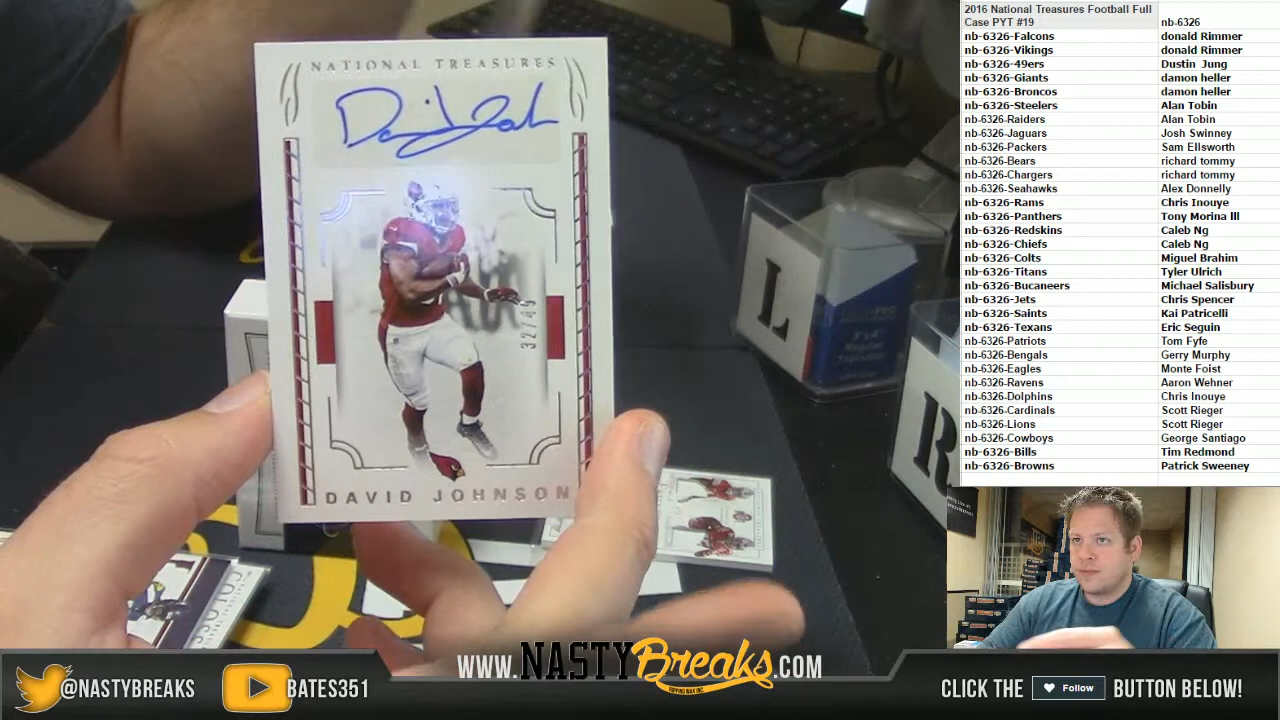 2016 National Treasures Football Full
Case PYT #19 nb-6326
nb-6326-Falcons donald Rimmer
nb-6326-Vikings donald Rimmer
nb-6326-49ers Dustin Jung
nb-6326-Giants damon heller
nb-6326-Broncos damon heller
nb-6326-Steelers Alan Tobin
nb-6326-Raiders Alan Tobin
nb-6326-Jaguars Josh Swinney
nb-6326-Packers Sam Ellsworth
nb-6326-Bears richard tommy
nb-6326-Chargers richard tommy
nb-6326-Seahawks Alex Donnelly
nb-6326-Rams Chris Inouye
nb-6326-Panthers Tony Morina lll
nb-6326-Redskins Caleb Ng
nb-6326-Chiefs Caleb Ng
nb-6326-Colts Miguel Brahim
nb-6326-Titans Tyler Ulrich
nb-6326-Bucaneers Michael Salisbury
nb-6326-Jets Chris Spencer
nb-6326-Saints Kai Patricelli
nb-6326-Texans Eric Seguin
nb-6326-Patriots Tom Fyfe
nb-6326-Bengals Gerry Murphy
nb-6326-Eagles Monte Foist
nb-6326-Ravens Aaron Wehner
nb-6326-Dolphins Chris Inouye
nb-6326-Cardinals Scott Rieger
nb-6326-Lions Scott Rieger
nb-6326-Cowboys George Santiago
nb-6326-Bills Tim Redmond
nb-6326-Browns Patrick Sweeney
NATIONAL TREASURES
32/49
DAVID JOHNSON
L
R
@NASTYBREAKS
BATES351
WWW.NASTYBreaks.COM
CLICK THE Follow BUTTON BELOW!